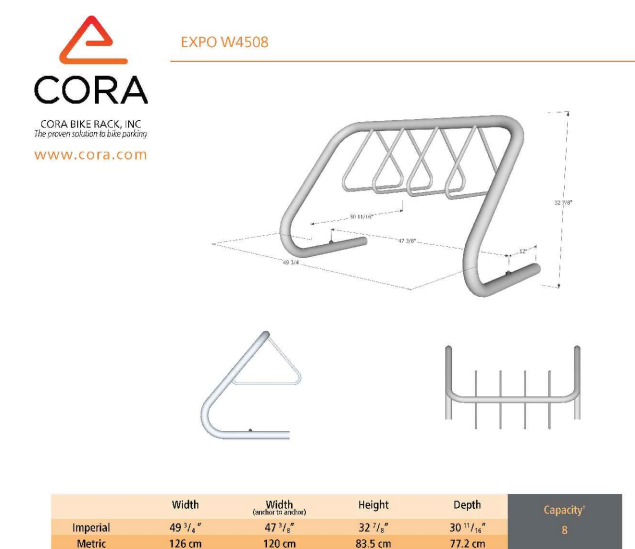 EXPO W4508
CORA
CORA BIKE RACK, INC
The proven solution to bike parking
www.cora.com
32 7/8"
30 11/16"
47 3/8"
12"
49 3/4
Width Width Height Depth Capacity¹
(anchor to anchor)
Imperial 49 3/4" 47 3/8" 32 7/8" 30 11/16" 8
Metric 126 cm 120 cm 83.5 cm 77.2 cm